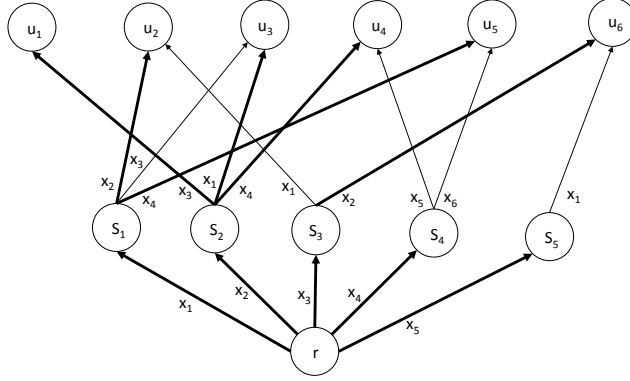 u₁ u₂ u₃ u₄ u₅ u₆
x₃
x₂ x₄ x₃ x₁ x₄ x₁ x₂ x₅ x₆ x₁
S₁ S₂ S₃ S₄ S₅
x₁ x₂ x₃ x₄ x₅
r